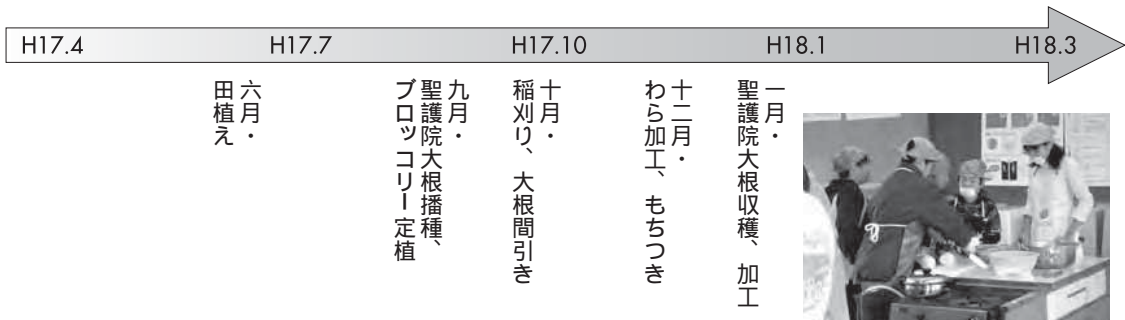 H17.4
H17.7
H17.10
H18.1
H18.3
六月・
田植え
九月・
聖護院大根播種、
ブロッコリー定植
十月・
稲刈り、大根間引き
十二月・
わら加工、もちつき
一月・
聖護院大根収穫、加工